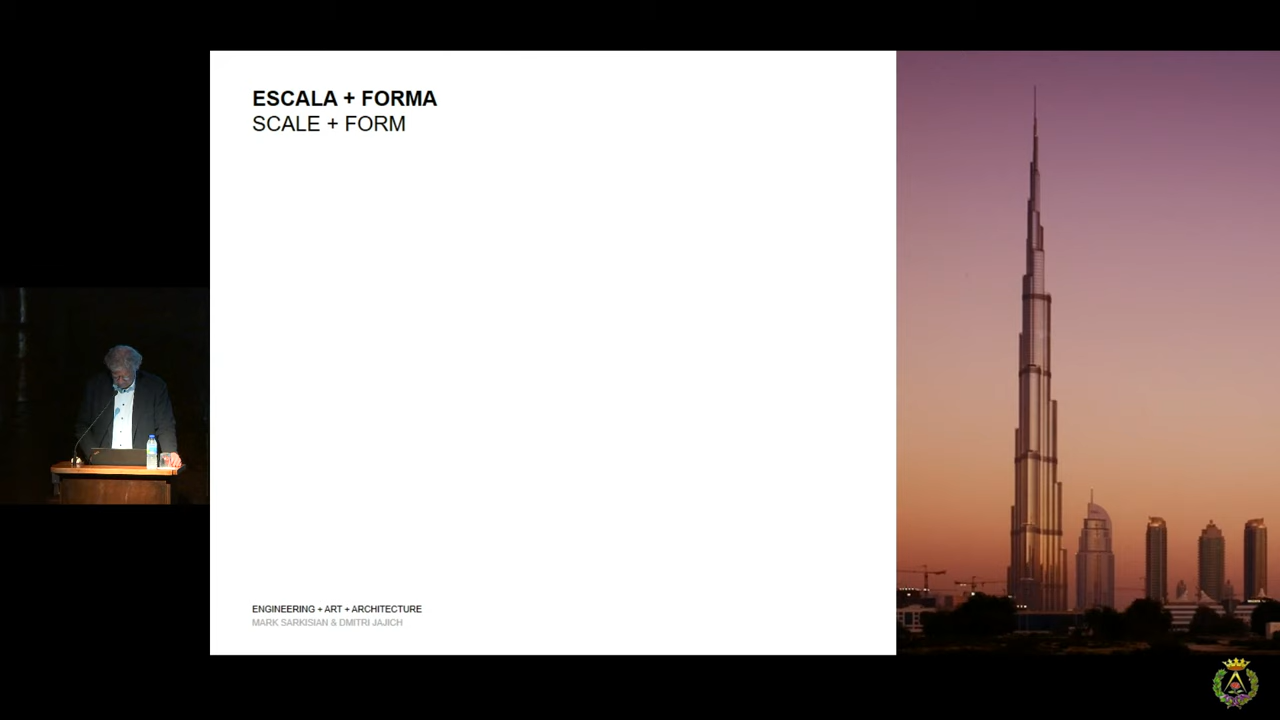 ESCALA + FORMA
SCALE + FORM
ENGINEERING + ART + ARCHITECTURE
MARK SARKISIAN & DMITRI JAJICH